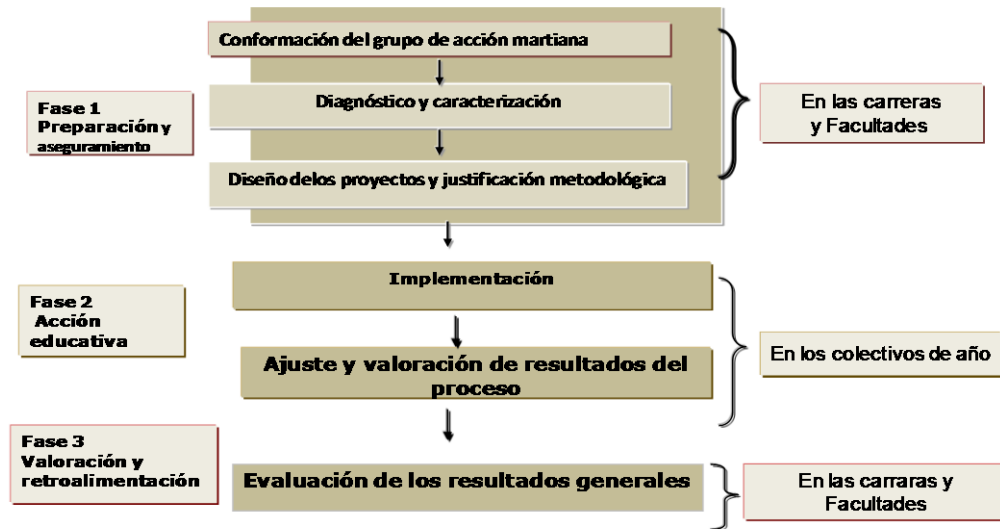 Conformación del grupo de acción martiana
Fase 1
Preparación y
aseguramiento
Diagnóstico y caracterización
En las carreras
y Facultades
Diseño delos proyectos y justificación metodológica
Fase 2
Acción
educativa
Implementación
Ajuste y valoración de resultados del
proceso
En los colectivos de año
Fase 3
Valoración y
retroalimentación
Evaluación de los resultados generales
En las carraras y
Facultades